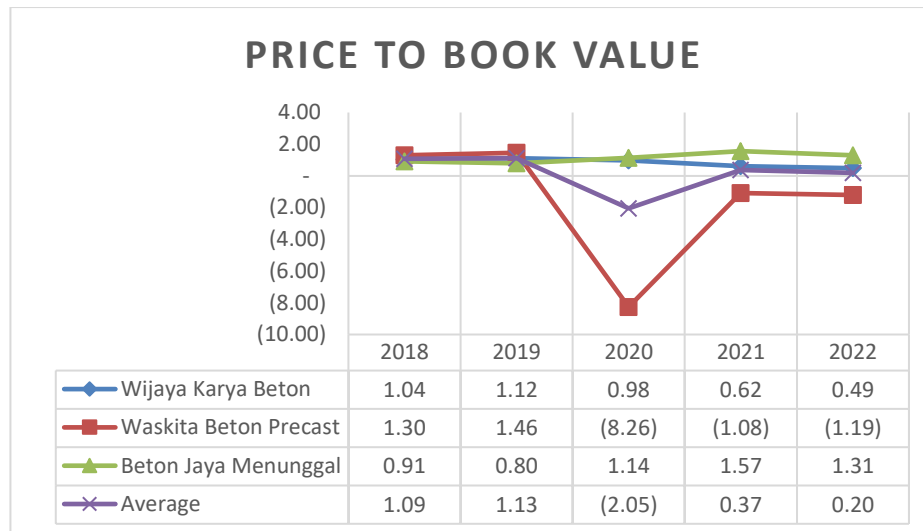 PRICE TO BOOK VALUE
4.00
2.00
-
(2.00)
(4.00)
(6.00)
(8.00)
(10.00)
2018 2019 2020 2021 2022
Wijaya Karya Beton 1.04 1.12 0.98 0.62 0.49
Waskita Beton Precast 1.30 1.46 (8.26) (1.08) (1.19)
Beton Jaya Menunggal 0.91 0.80 1.14 1.57 1.31
Average 1.09 1.13 (2.05) 0.37 0.20